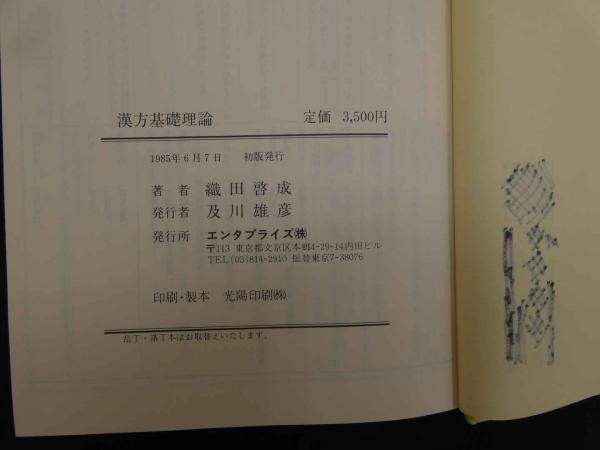 漢方基礎理論 定価 3,500円
1985年6月7日 初版発行
著者 織田啓成
発行者 及川雄彦
発行所 エンタプライズ㈱
〒113 東京都文京区本郷4-29-14内田ビル
TEL(03)814-2910 振替東京7-38076
印刷・製本 光陽印刷㈱
乱丁・落丁本はお取替えいたします。